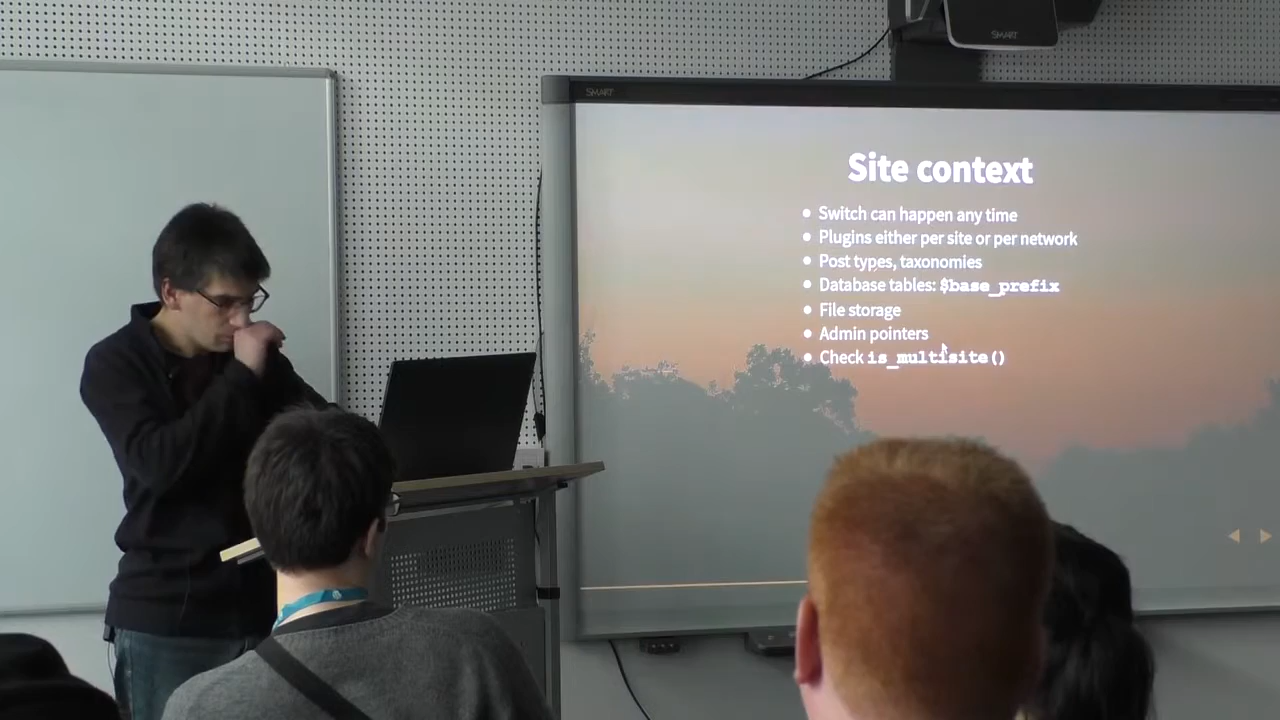 SMART
SMART
Site context
Switch can happen any time
Plugins either per site or per network
Post types, taxonomies
Database tables: $base_prefix
File storage
Admin pointers
Check is_multisite()